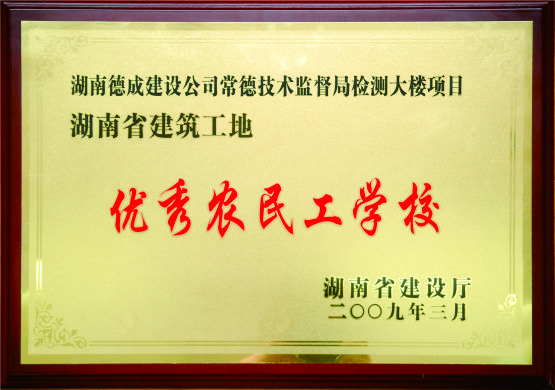 湖南德成建设公司常德技术监督局检测大楼项目
湖南省建筑工地
优秀农民工学校
湖南省建设厅
二〇〇九年三月